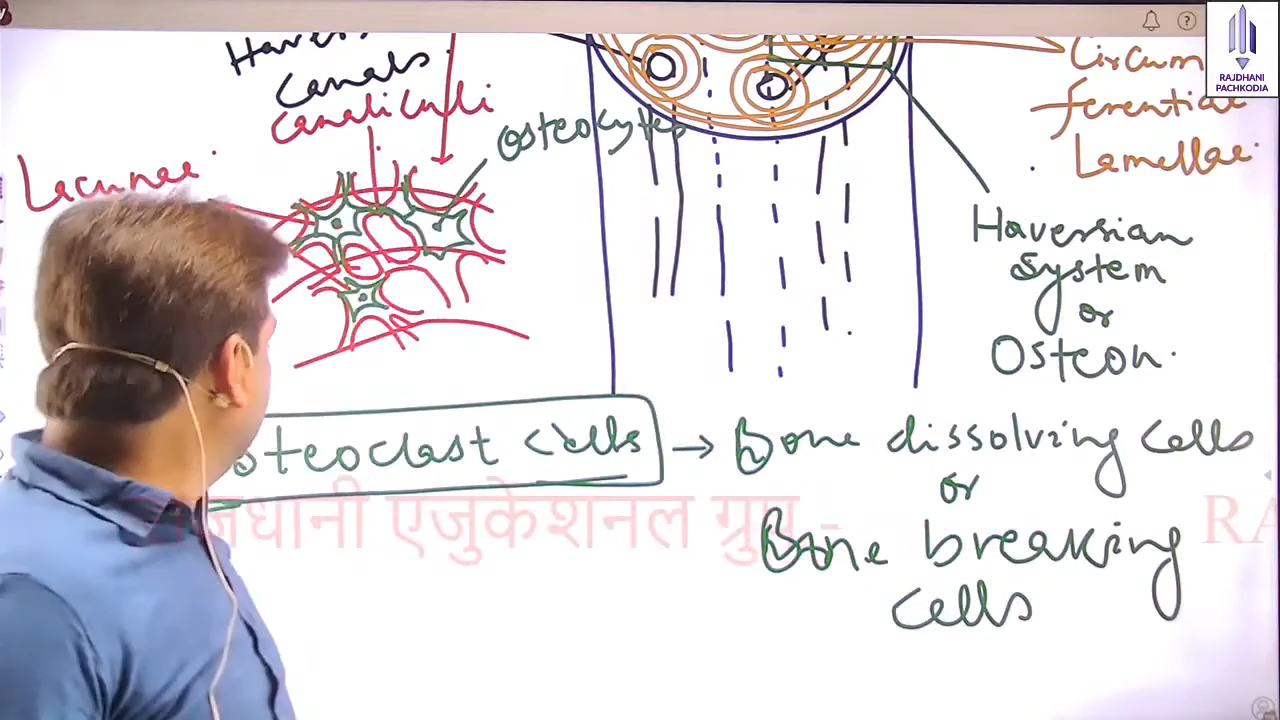 Canals
Canaliculi
Osteocytes
Lacunae
Circum
ferential
Lamellae
Haversian
System
or
Osteon
steoclast Cells → Bone dissolving Cells
or
Bone breaking
Cells
राजधानी एजुकेशनल ग्रुप -
RAJDHANI
PACHKODIA